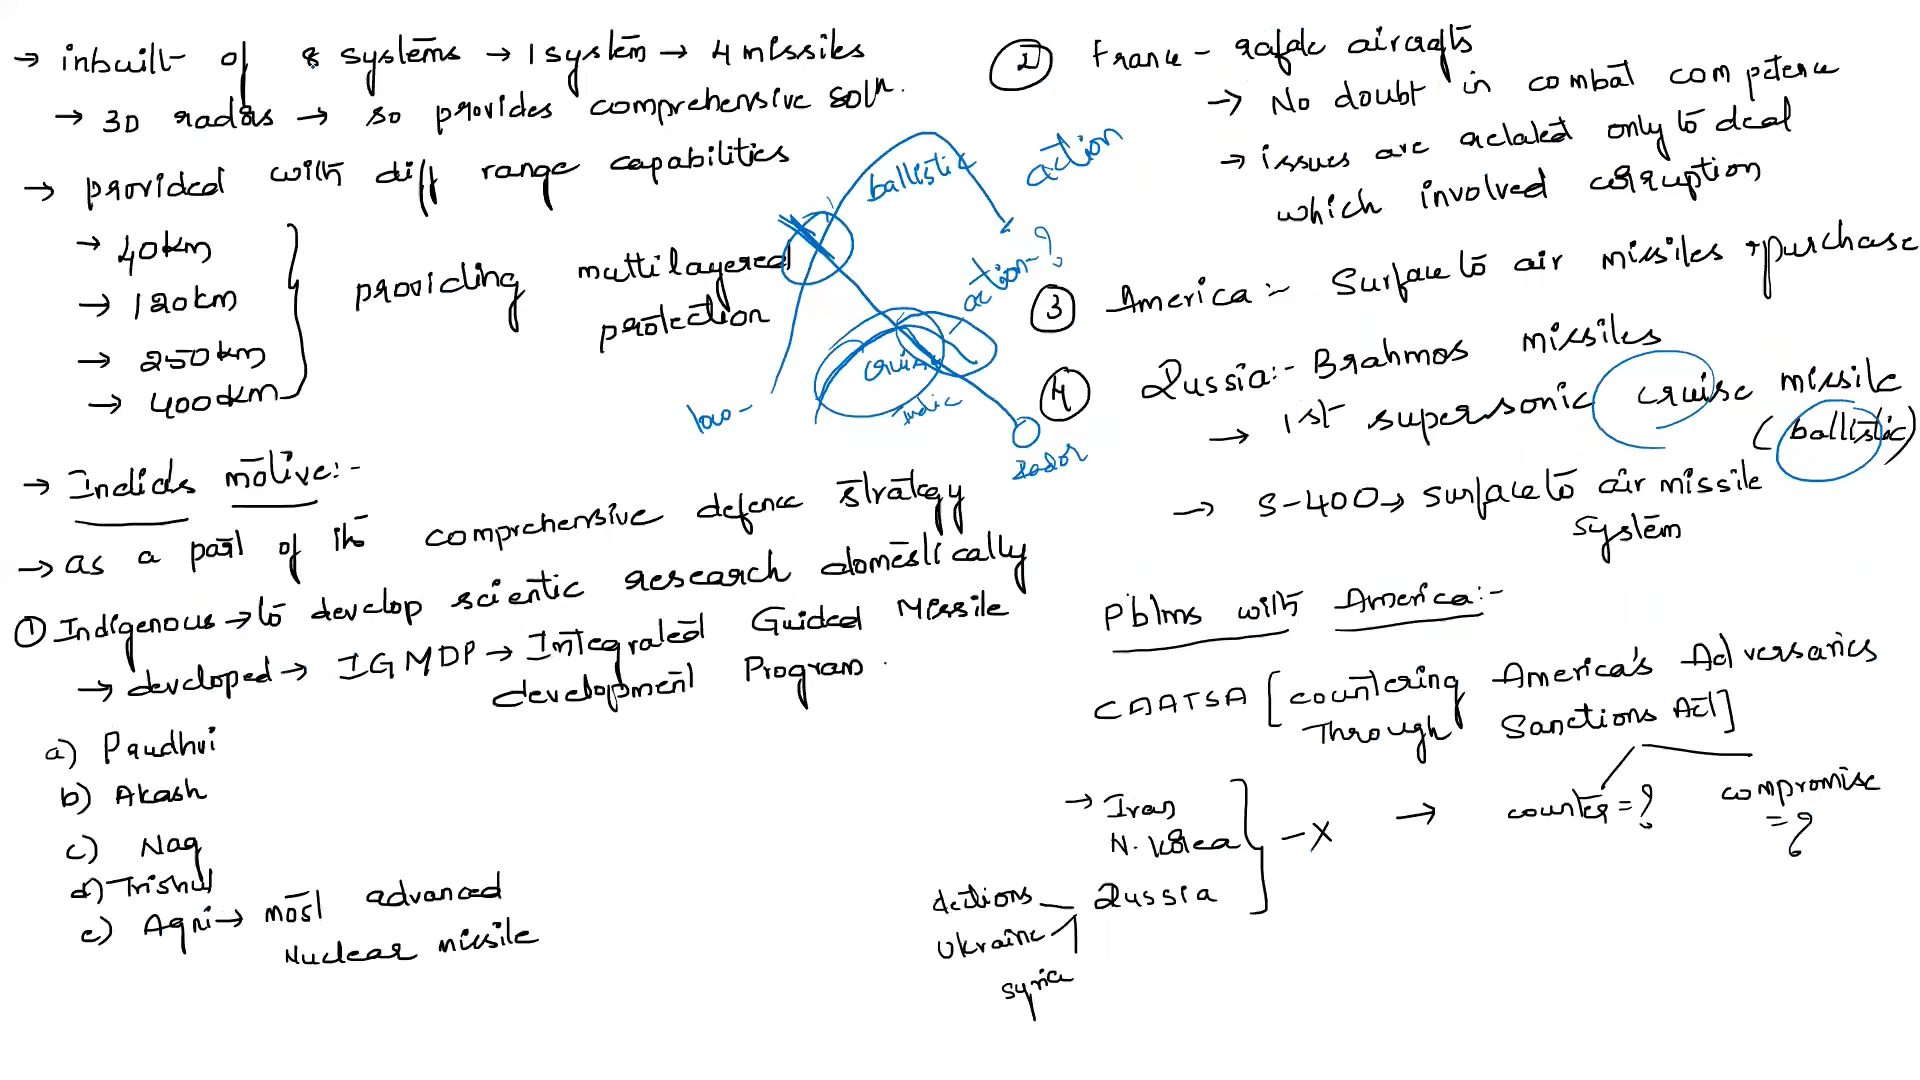 → inbuilt of 8 systems → 1 system → 4 missiles
→ 3D radars → so provides comprehensive soln.
→ provided with diff range capabilities
→ 40km
→ 120km
→ 250km
→ 400km
providing multilayered
protection
→ India's motive:-
→ as a part of its comprehensive defence strategy
① Indigenous → to develop scientic research domestically
→ developed → IGMDP → Integrated Guided Missile
development Program.
a) Prudhvi
b) Akash
c) Nag
d) Trishul
e) Agni → most advanced
Nuclear missile
ballistic
action
action - ?
cruise
Indic
low -
radar
② France - rafale aircrafts
→ No doubt in combat competence
→ issues are related only to deal
which involved corruption
③ America :- Surface to air missiles purchase
④ Russia:- Brahmos missiles
→ 1st supersonic cruise missile
(ballistic)
→ S-400 → surface to air missile
system
Pblms with America:-
CAATSA [countering America's Adversaries
Through Sanctions Act]
→ Iran
N. Korea
Russia
- X → counter = ? compromise
= ?
Ukraine
Syria